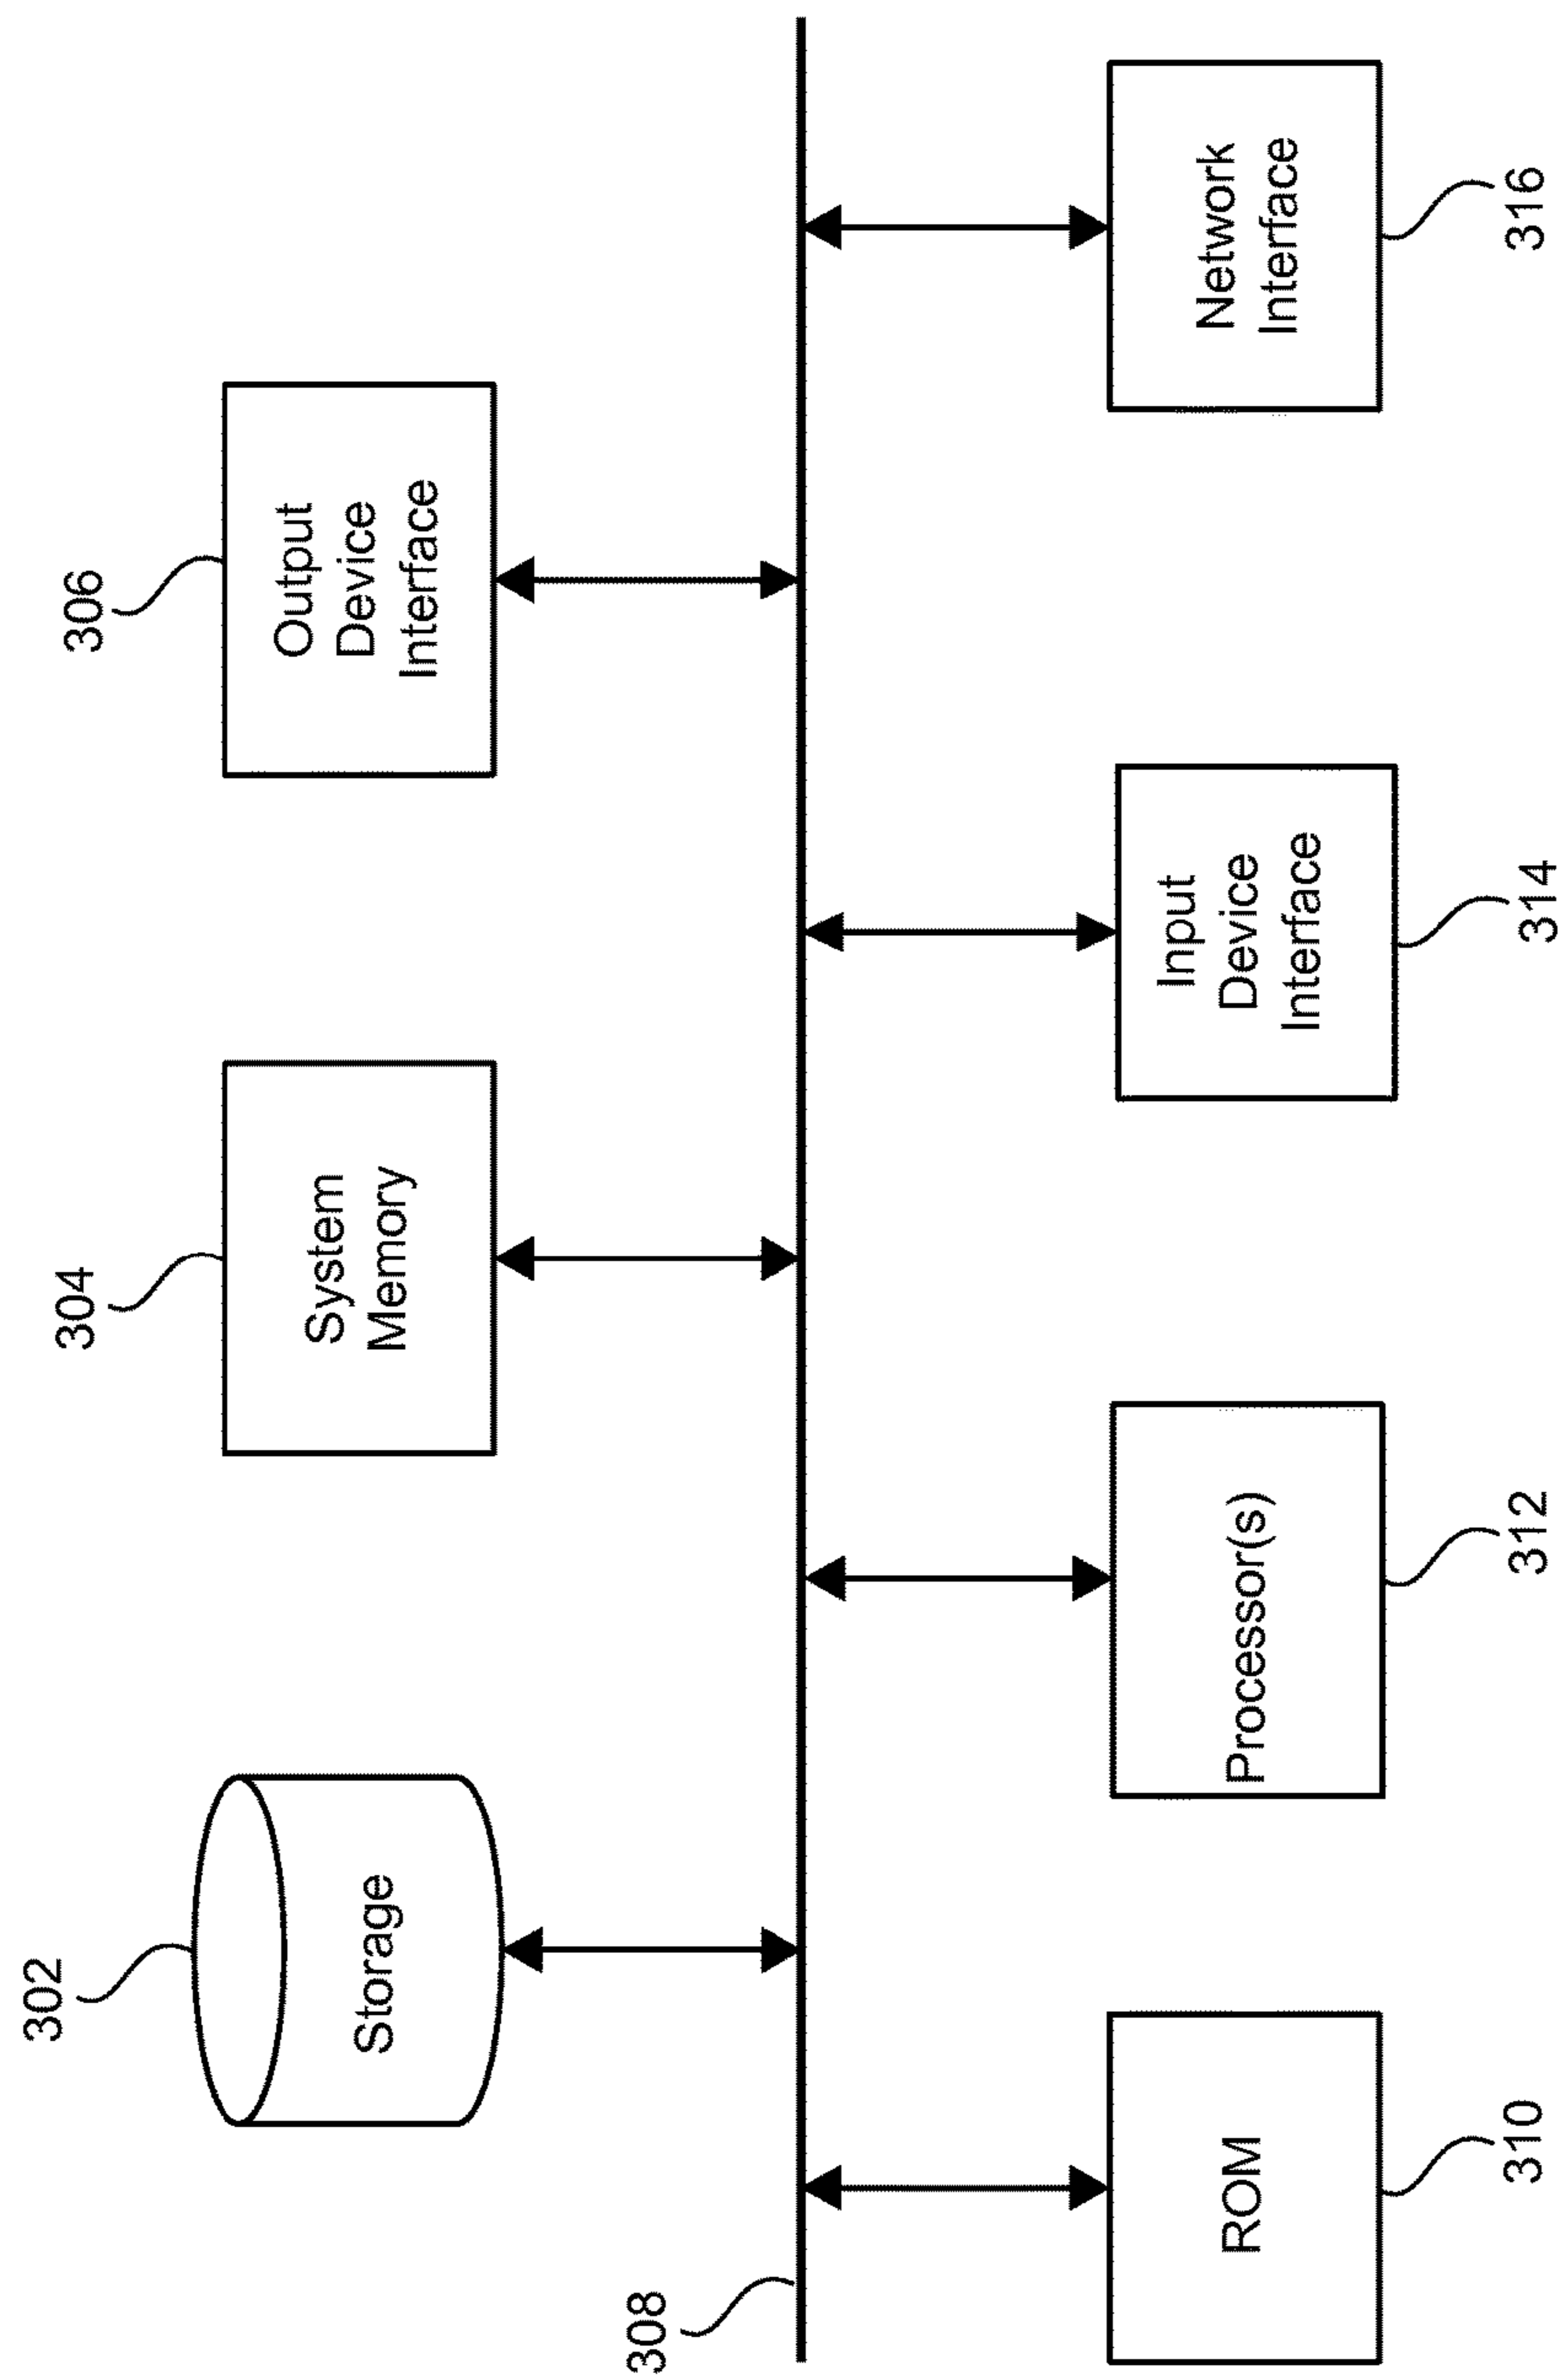 302
304
306
Storage
System
Memory
Output
Device
Interface
308
ROM
Processor(s)
Input
Device
Interface
Network
Interface
310
312
314
316